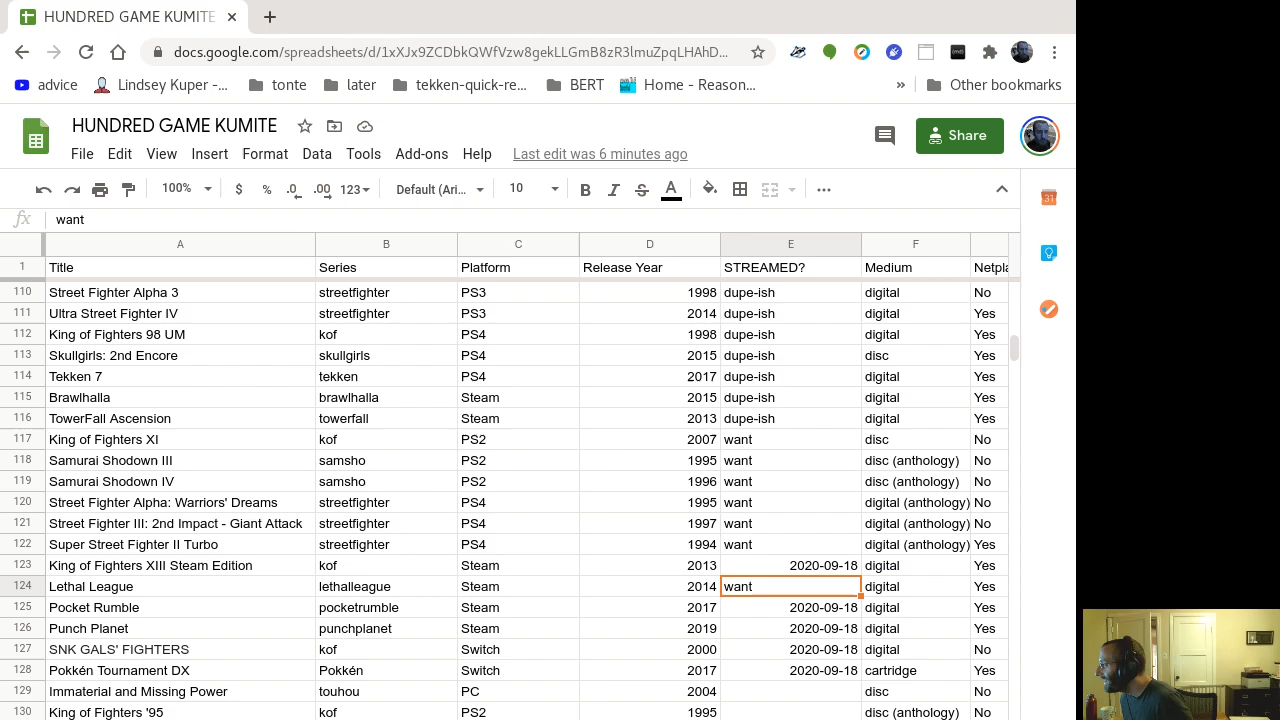 HUNDRED GAME KUMITE
docs.google.com/spreadsheets/d/1xXJx9ZCDbkQWfVzw8gekLLGmB8zR3lmuZpqLHAhD...
advice Lindsey Kuper -... tonte later tekken-quick-re... BERT Home - Reason... » Other bookmarks
HUNDRED GAME KUMITE Share
File Edit View Insert Format Data Tools Add-ons Help Last edit was 6 minutes ago
100% $ % .0 .00 123 Default (Ari... 10 B I S A
31
fx want
A B C D E F
1 Title Series Platform Release Year STREAMED? Medium Netpla
110 Street Fighter Alpha 3 streetfighter PS3 1998 dupe-ish digital No
111 Ultra Street Fighter IV streetfighter PS3 2014 dupe-ish digital Yes
112 King of Fighters 98 UM kof PS4 1998 dupe-ish digital Yes
113 Skullgirls: 2nd Encore skullgirls PS4 2015 dupe-ish disc Yes
114 Tekken 7 tekken PS4 2017 dupe-ish digital Yes
115 Brawlhalla brawlhalla Steam 2015 dupe-ish digital Yes
116 TowerFall Ascension towerfall Steam 2013 dupe-ish digital Yes
117 King of Fighters XI kof PS2 2007 want disc No
118 Samurai Shodown III samsho PS2 1995 want disc (anthology) No
119 Samurai Shodown IV samsho PS2 1996 want disc (anthology) No
120 Street Fighter Alpha: Warriors' Dreams streetfighter PS4 1995 want digital (anthology) No
121 Street Fighter III: 2nd Impact - Giant Attack streetfighter PS4 1997 want digital (anthology) No
122 Super Street Fighter II Turbo streetfighter PS4 1994 want digital (anthology) Yes
123 King of Fighters XIII Steam Edition kof Steam 2013 2020-09-18 digital Yes
124 Lethal League lethalleague Steam 2014 want digital Yes
125 Pocket Rumble pocketrumble Steam 2017 2020-09-18 digital Yes
126 Punch Planet punchplanet Steam 2019 2020-09-18 digital Yes
127 SNK GALS' FIGHTERS kof Switch 2000 2020-09-18 digital No
128 Pokkén Tournament DX Pokkén Switch 2017 2020-09-18 cartridge Yes
129 Immaterial and Missing Power touhou PC 2004 disc No
130 King of Fighters '95 kof PS2 1995 disc (anthology) No